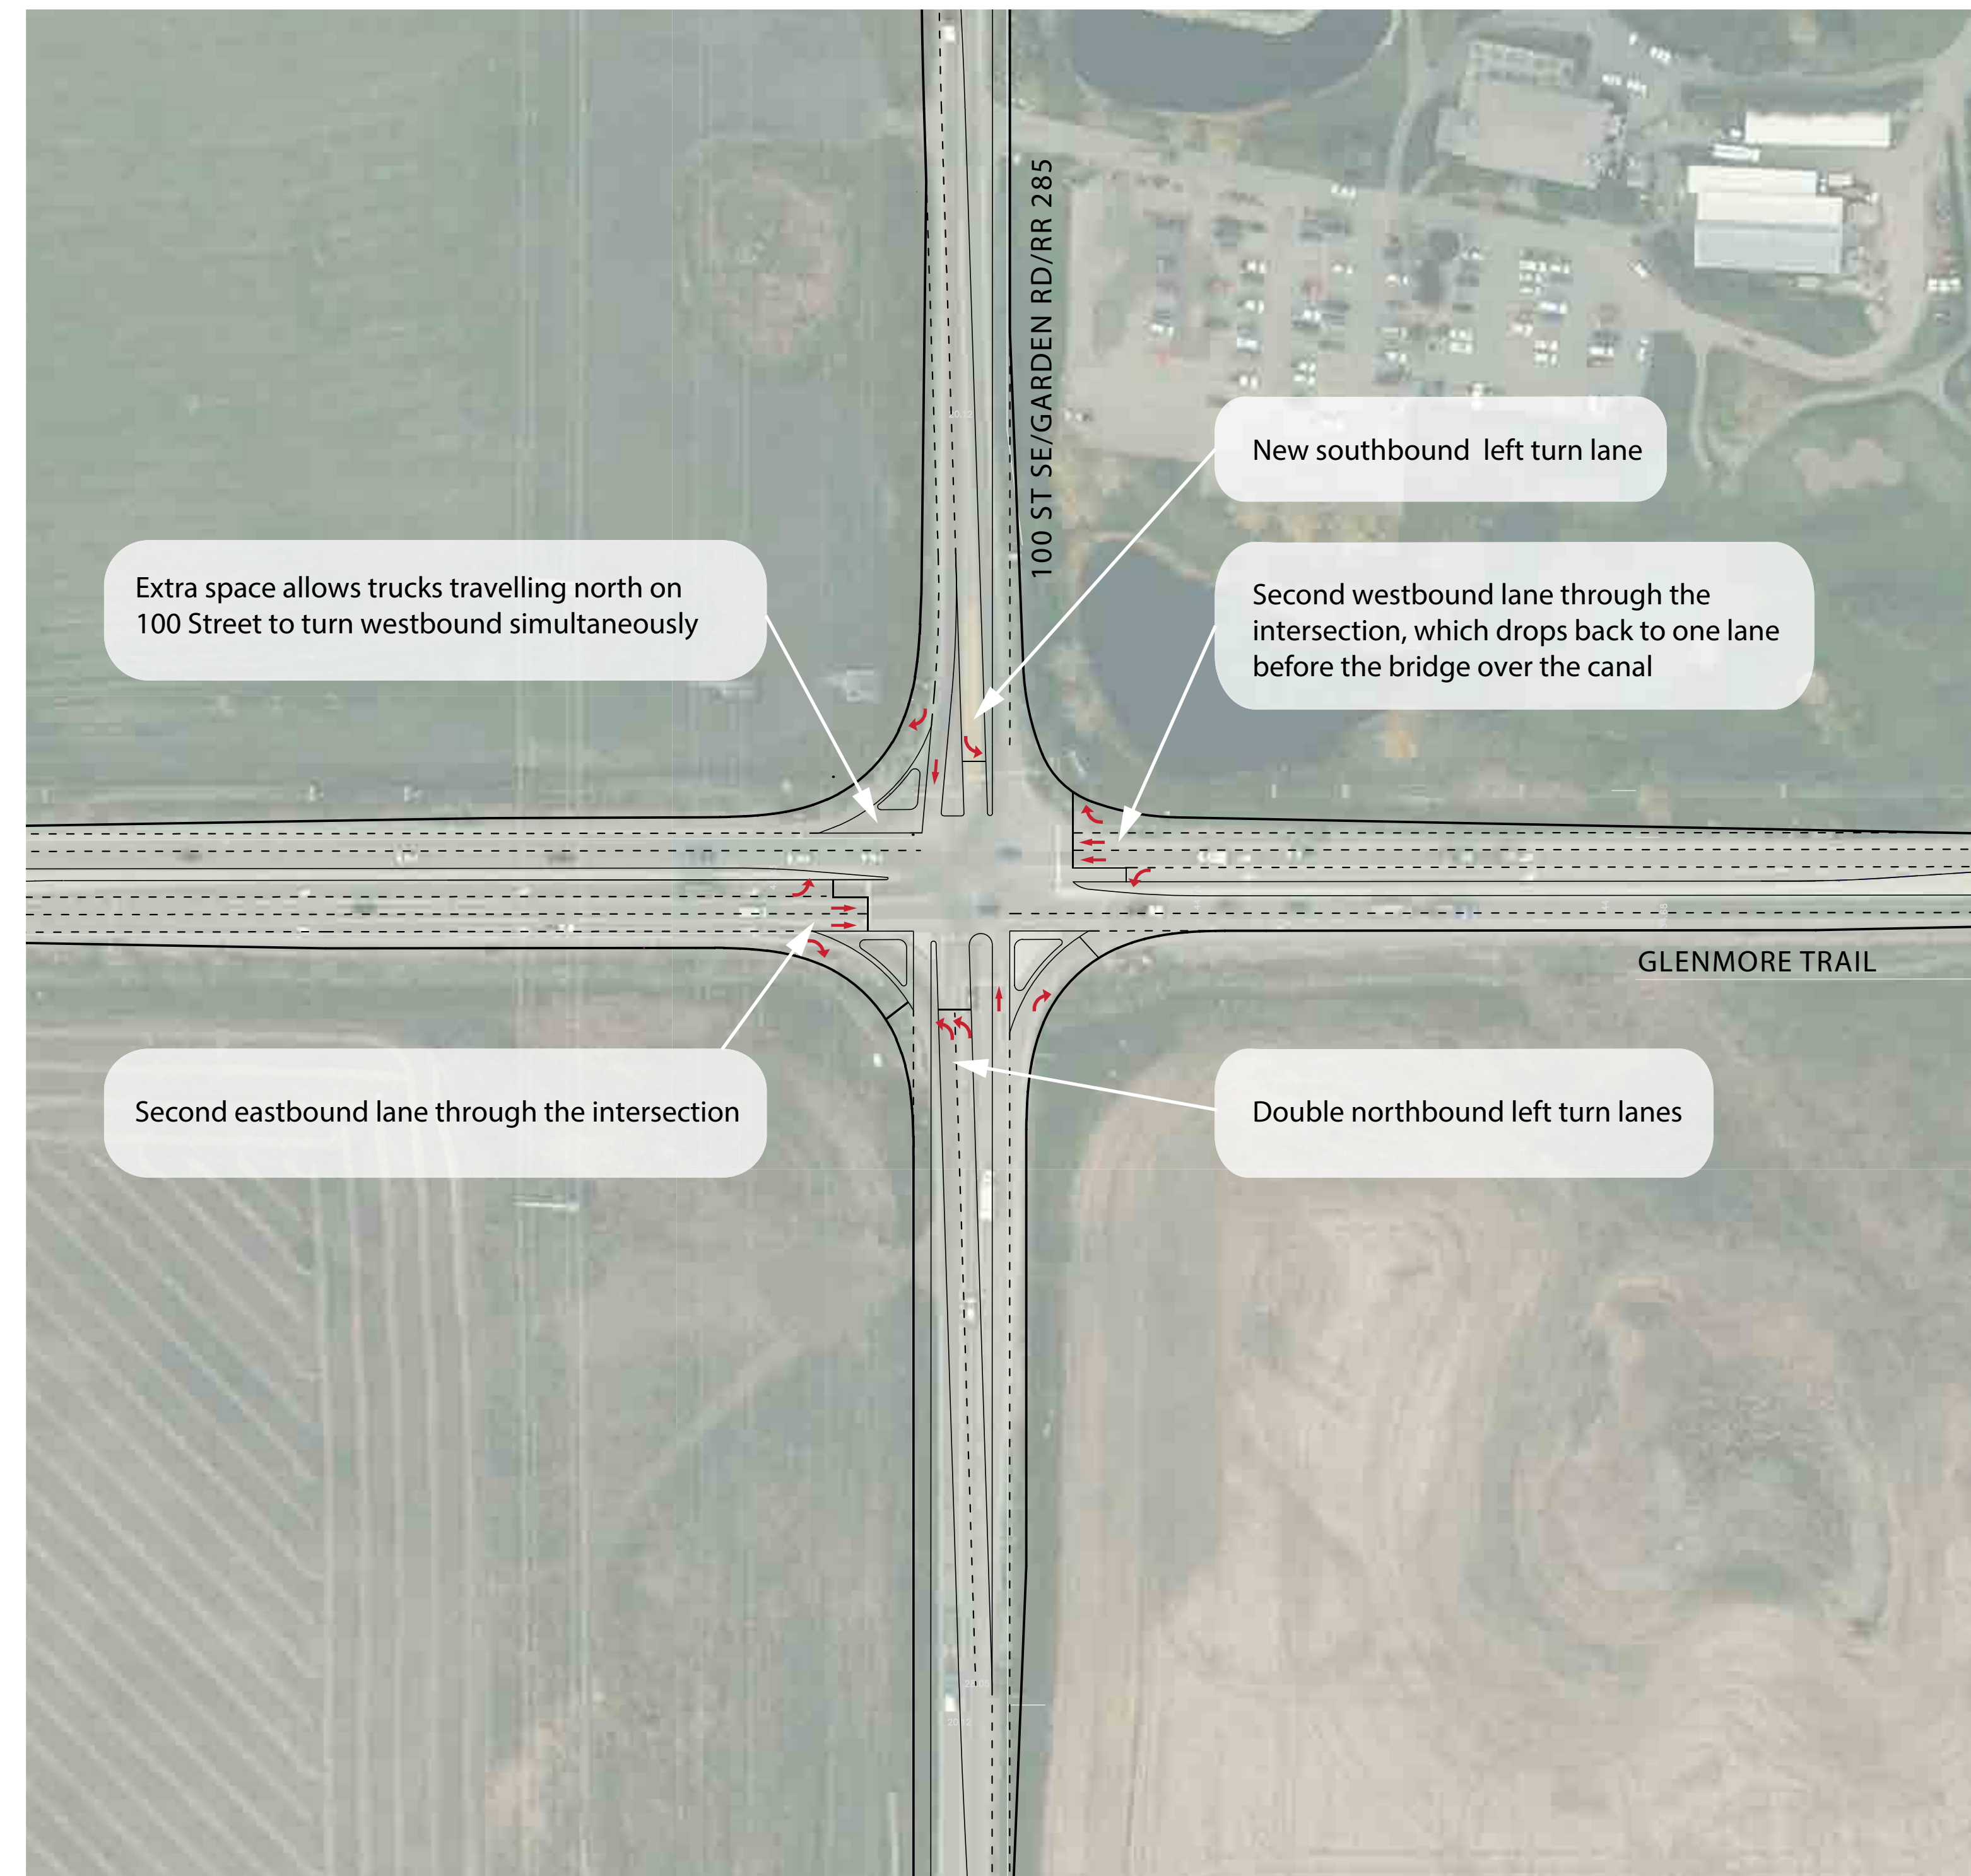 100 ST SE/GARDEN RD/RR 285
New southbound  left turn lane
Extra space allows trucks travelling north on
100 Street to turn westbound simultaneously
Second westbound lane through the
intersection, which drops back to one lane
before the bridge over the canal
GLENMORE TRAIL
Second eastbound lane through the intersection
Double northbound left turn lanes